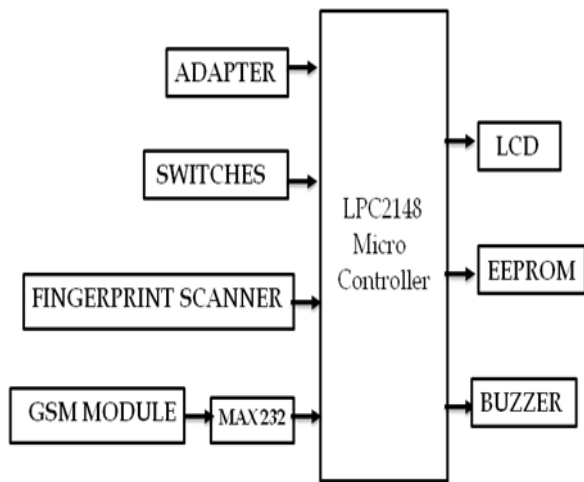 ADAPTER
SWITCHES
FINGERPRINT SCANNER
GSM MODULE
MAX232
LPC2148
Micro
Controller
LCD
EEPROM
BUZZER